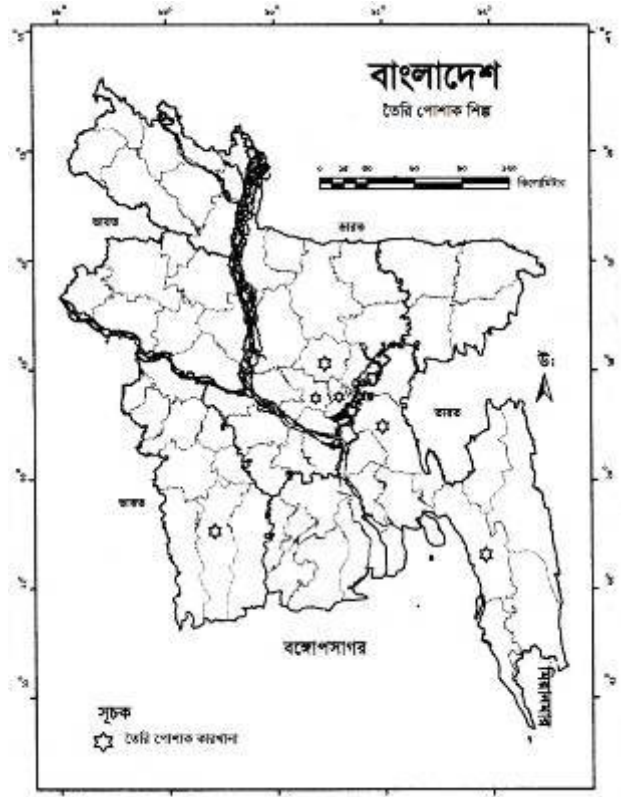 বাংলাদেশ
তৈরি পোশাক শিল্প
কিলোমিটার
ভারত
ভারত
উঃ
ভারত
ভারত
বঙ্গোপসাগর
মিয়ানমার
সূচক
তৈরি পোশাক কারখানা